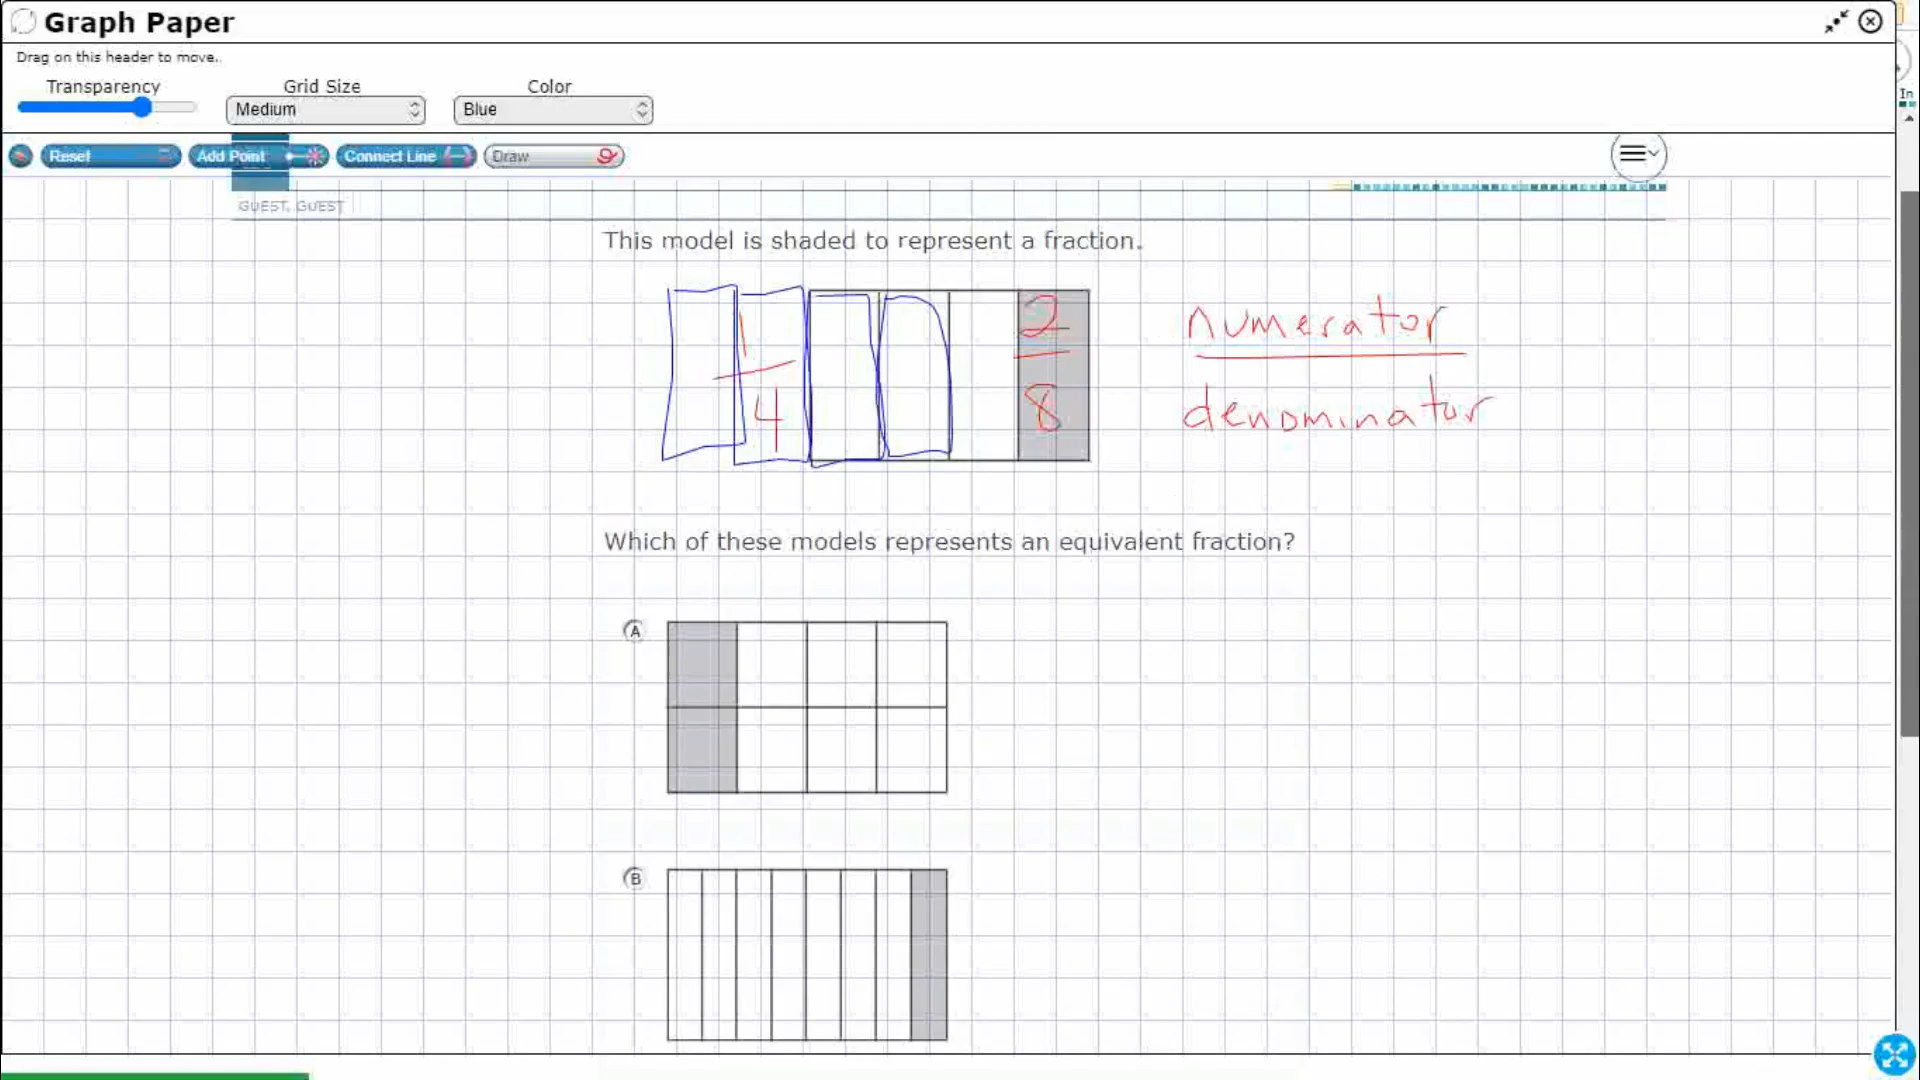 Graph Paper
Drag on this header to move..
Transparency Grid Size Color
Medium Blue
In
Reset Add Point Connect Line Draw
GUEST, GUEST
This model is shaded to represent a fraction.
1
4
2
8
numerator
denominator
Which of these models represents an equivalent fraction?
A
B